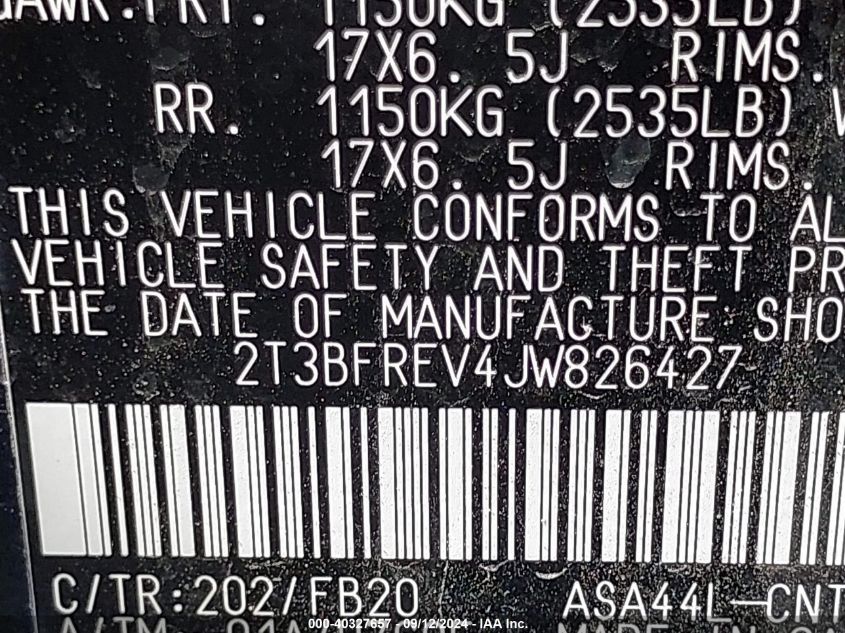 GAWR.FRT. 1150KG (2535LB)
17X6. 5J RIMS.
RR. 1150KG (2535LB) W
17X6. 5J RIMS.
THIS VEHICLE CONFORMS TO AL
VEHICLE SAFETY AND THEFT PR
THE DATE OF MANUFACTURE SHO
2T3BFREV4JW826427
C/TR:202/FB20 ASA44L-CNT
000-40327657 - 09/12/2024 - © IAA Inc.